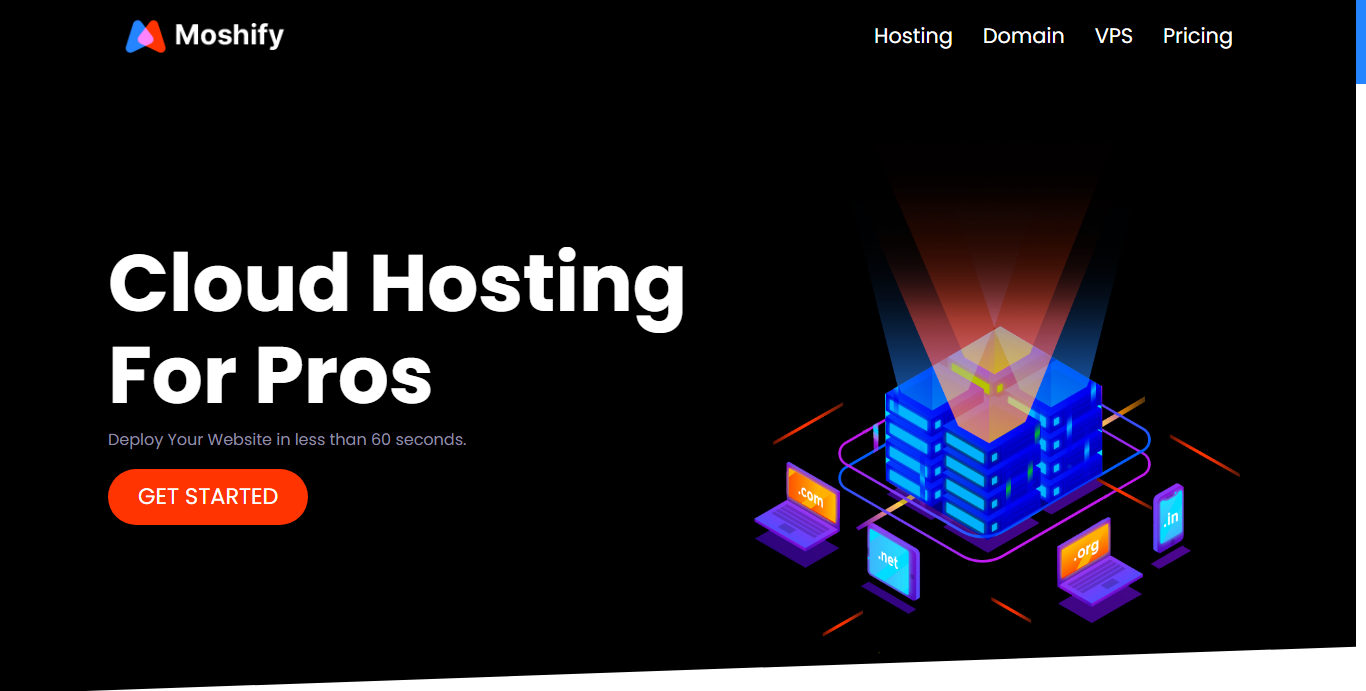 Moshify
Hosting
Domain
VPS
Pricing
Cloud Hosting
For Pros
Deploy Your Website in less than 60 seconds.
GET STARTED
.com
.net
.org
.in